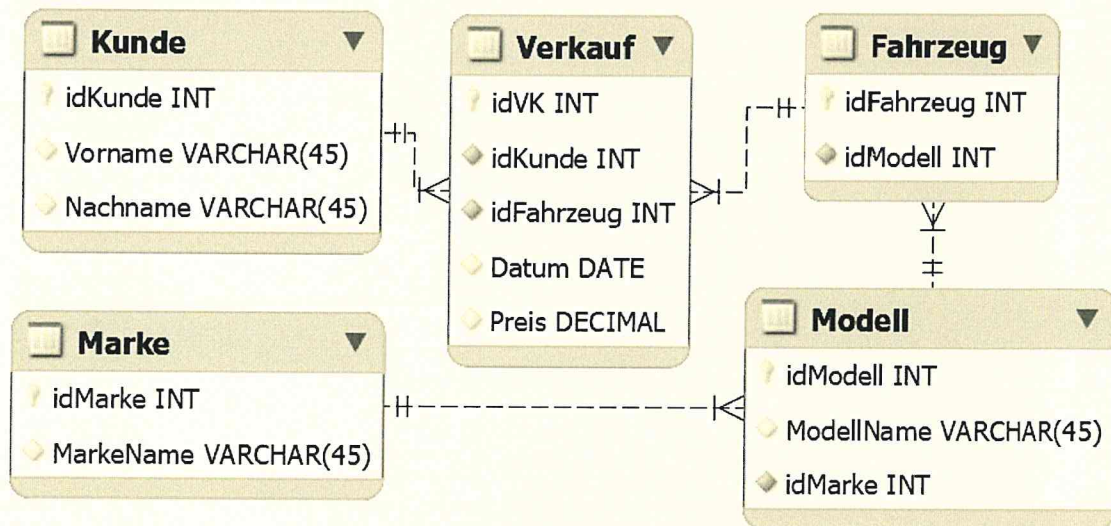 Kunde
idKunde INT
Vorname VARCHAR(45)
Nachname VARCHAR(45)
Verkauf
idVK INT
idKunde INT
idFahrzeug INT
Datum DATE
Preis DECIMAL
Fahrzeug
idFahrzeug INT
idModell INT
Marke
idMarke INT
MarkeName VARCHAR(45)
Modell
idModell INT
ModellName VARCHAR(45)
idMarke INT